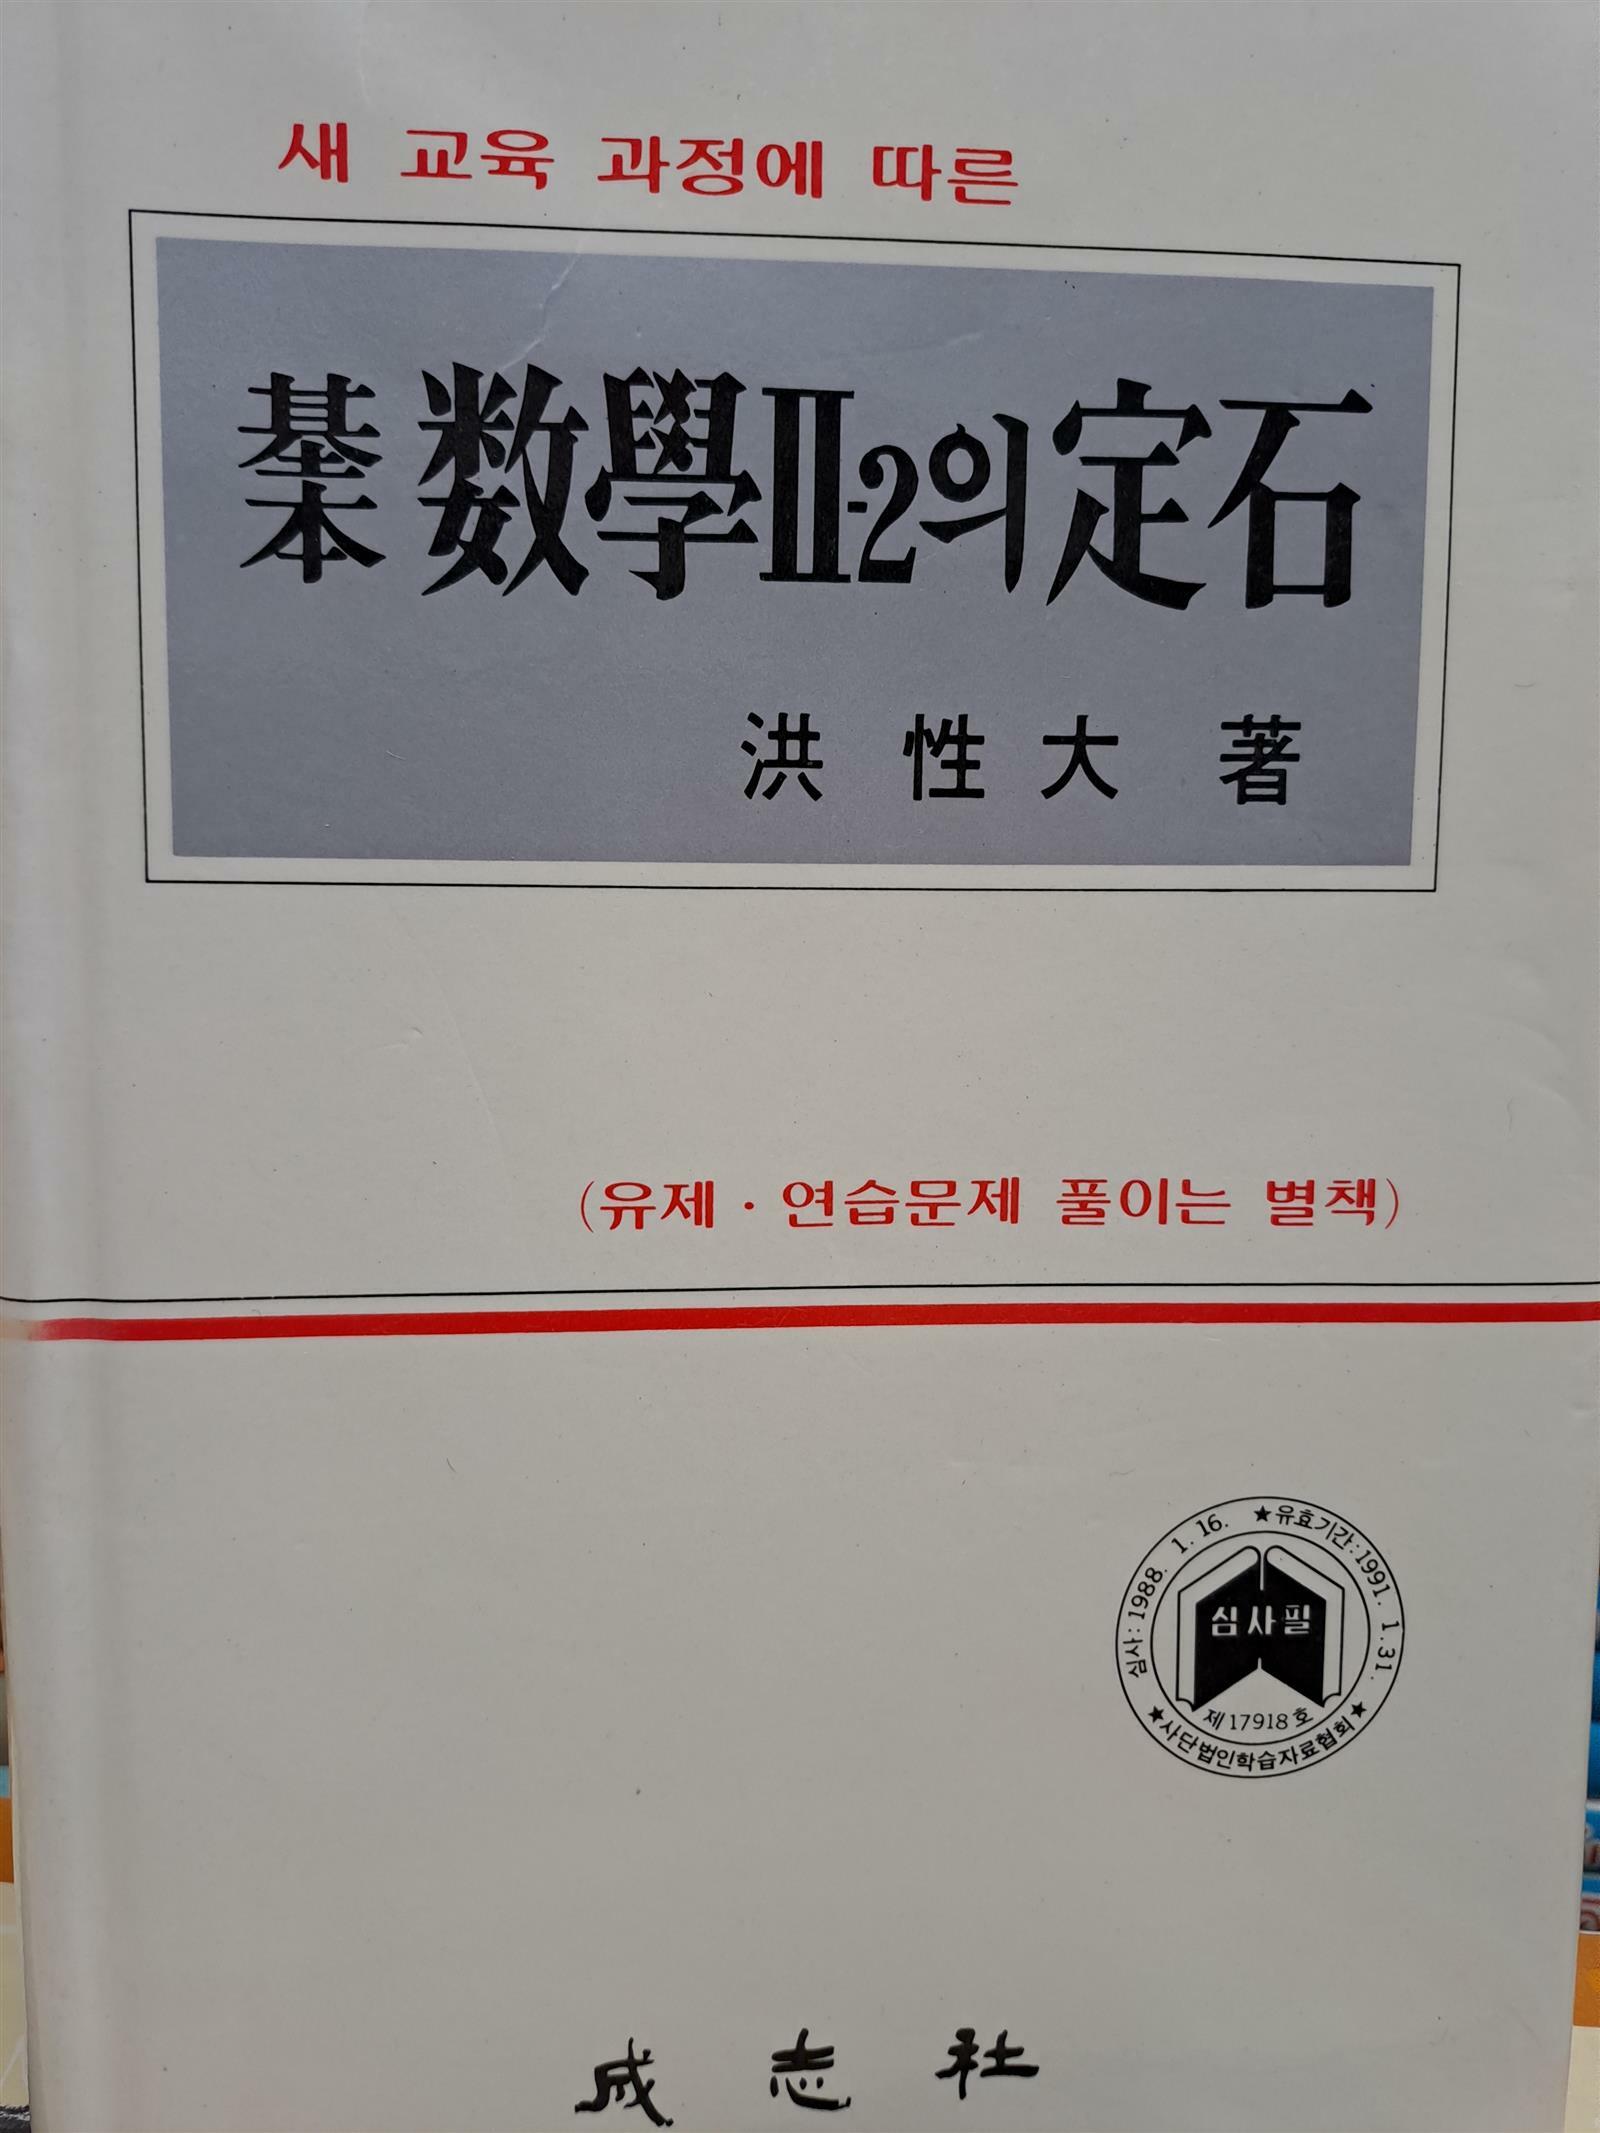 새 교육 과정에 따른
基本 数學Ⅱ-2의 定石
洪 性 大 著
(유제 · 연습문제 풀이는 별책)
심사: 1988. 1. 16. ★유효기간: 1991. 1. 31.
심사필
제 17918 호
★사단법인학습자료협회★
成 志 社